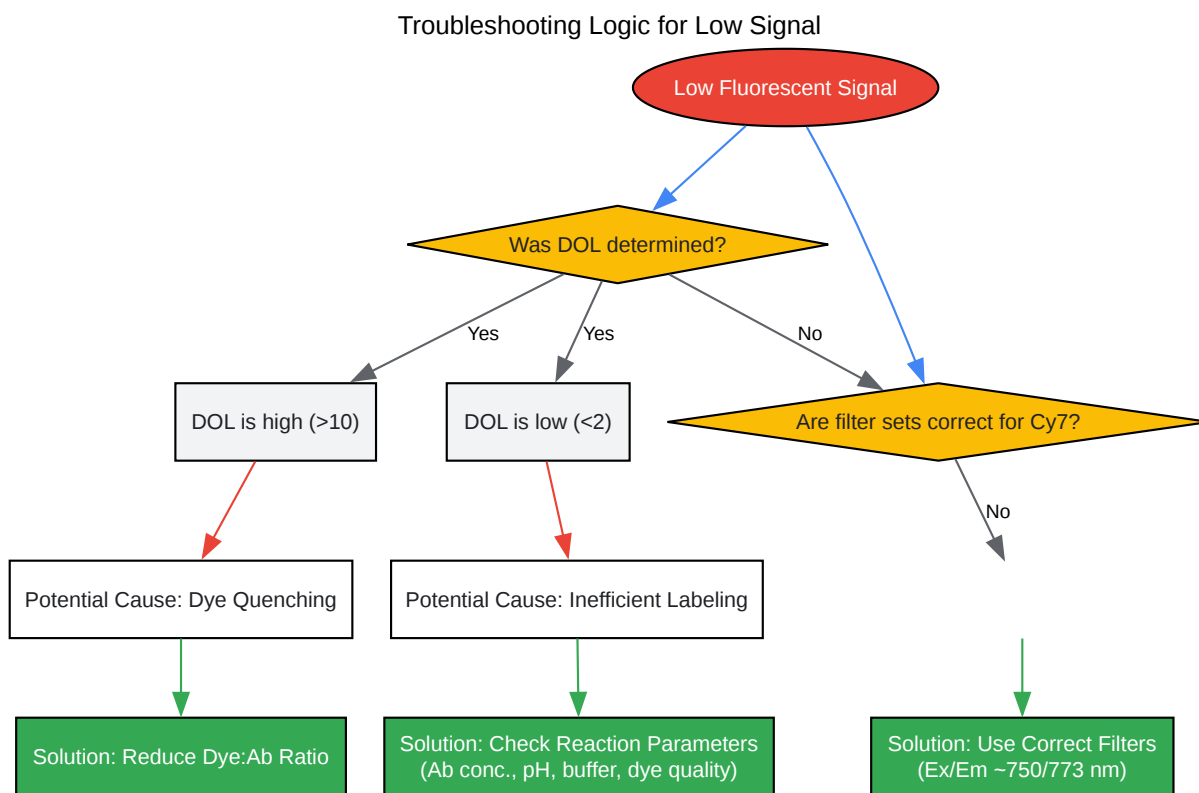 Troubleshooting Logic for Low Signal
Low Fluorescent Signal
Was DOL determined?
Yes
Yes
No
DOL is high (>10)
DOL is low (<2)
Are filter sets correct for Cy7?
No
Potential Cause: Dye Quenching
Potential Cause: Inefficient Labeling
Solution: Reduce Dye:Ab Ratio
Solution: Check Reaction Parameters
(Ab conc., pH, buffer, dye quality)
Solution: Use Correct Filters
(Ex/Em ~750/773 nm)